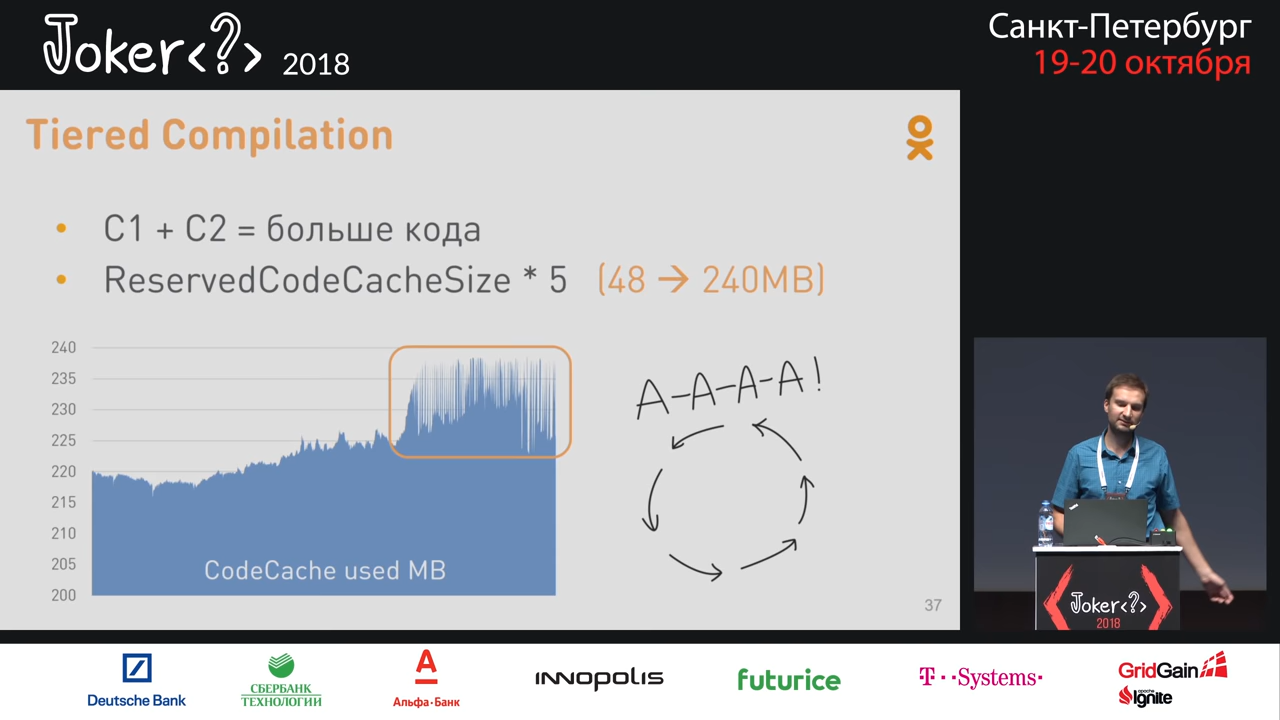 Joker<?> 2018
Санкт-Петербург
19-20 октября
Tiered Compilation
• C1 + C2 = больше кода
• ReservedCodeCacheSize * 5 (48 → 240MB)
240
235
230
225
220
215
210
205
200
CodeCache used MB
A-A-A-A!
37
Joker<?>
2018
Deutsche Bank
СБЕРБАНК
ТЕХНОЛОГИИ
Альфа·Банк
INNOPOLIS
futurice
T··Systems·
GridGain
APACHE
Ignite